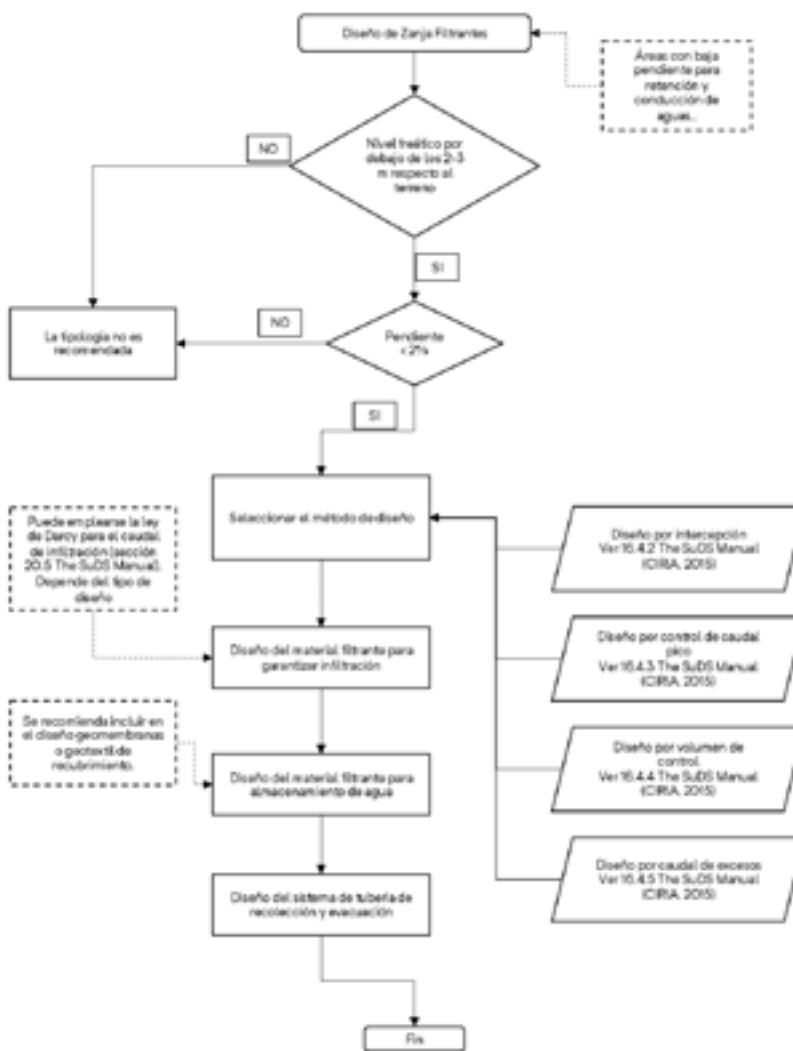 Diseño de Zanja Filtrantes
Áreas con baja
pendiente para
retención y
conducción de
aguas..
NO
Nivel freático por
debajo de los 2-3
m respecto al
terreno
SI
La tipología no es
recomendada
NO
Pendiente
< 2%
SI
Seleccionar el método de diseño
Puede emplearse la ley
de Darcy para el caudal
de infiltración (sección
20.5 The SuDS Manual).
Depende del tipo de
diseño
Diseño por intercepción
Ver 16.4.2 The SuDS Manual
(CIRIA, 2015)
Diseño del material filtrante para
garantizar infiltración
Diseño por control de caudal
pico
Ver 16.4.3 The SuDS Manual
(CIRIA, 2015)
Se recomienda incluir en
el diseño geomembranas
o geotextil de
recubrimiento.
Diseño del material filtrante para
almacenamiento de agua
Diseño por volumen de
control.
Ver 16.4.4 The SuDS Manual
(CIRIA, 2015)
Diseño del sistema de tubería de
recolección y evacuación
Diseño por caudal de excesos
Ver 16.4.5 The SuDS Manual
(CIRIA, 2015)
Fin